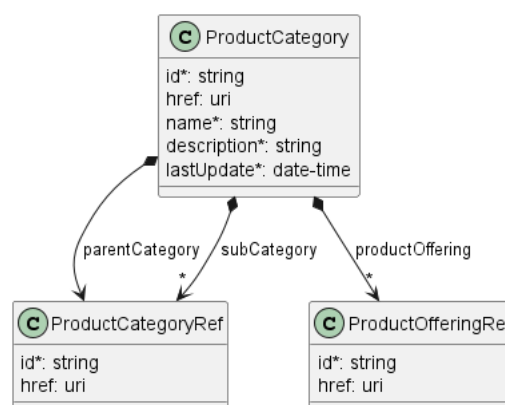 C ProductCategory
id*: string
href: uri
name*: string
description*: string
lastUpdate*: date-time
parentCategory
subCategory
productOffering
*
*
C ProductCategoryRef
C ProductOfferingRe
id*: string
href: uri
id*: string
href: uri